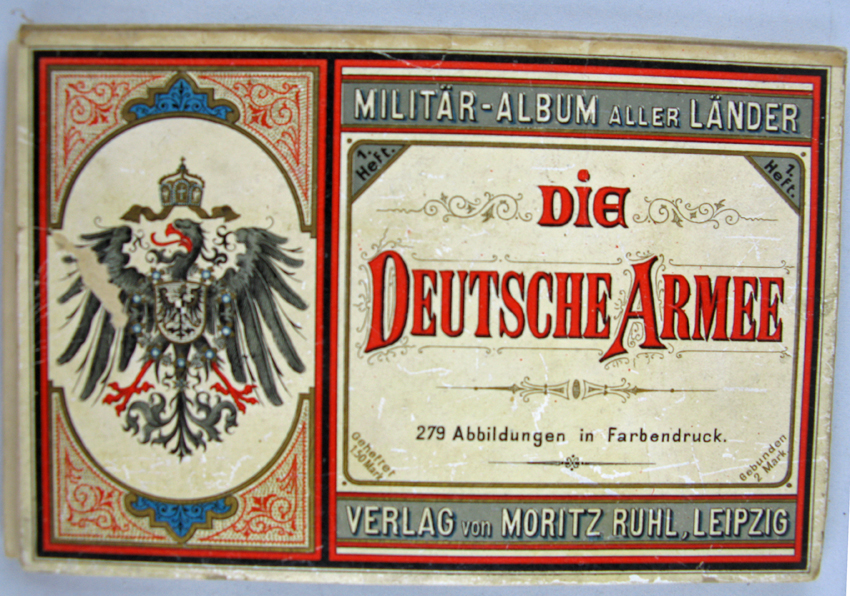 MILITÄR-ALBUM ALLER LÄNDER
1. Heft.
1. Heft.
DIE
DEUTSCHE ARMEE
279 Abbildungen in Farbendruck.
Geheftet
1,50 Mark
Gebunden
2 Mark.
VERLAG von MORITZ RUHL, LEIPZIG